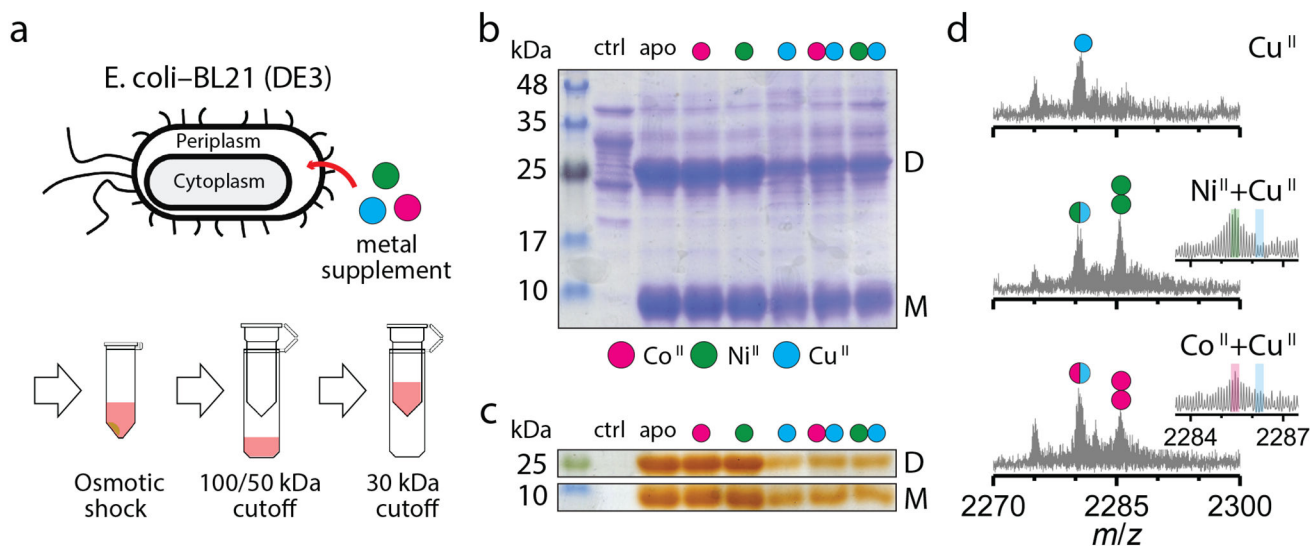 a
E. coli–BL21 (DE3)
Periplasm
Cytoplasm
metal
supplement
Osmotic
shock
100/50 kDa
cutoff
30 kDa
cutoff
b
kDa
ctrl apo
48
35
25
17
10
D
M
Co^II Ni^II Cu^II
c
kDa
ctrl apo
25
10
D
M
d
Cu^II
Ni^II+Cu^II
Co^II+Cu^II
2284 2287
2270 2285 2300
m/z